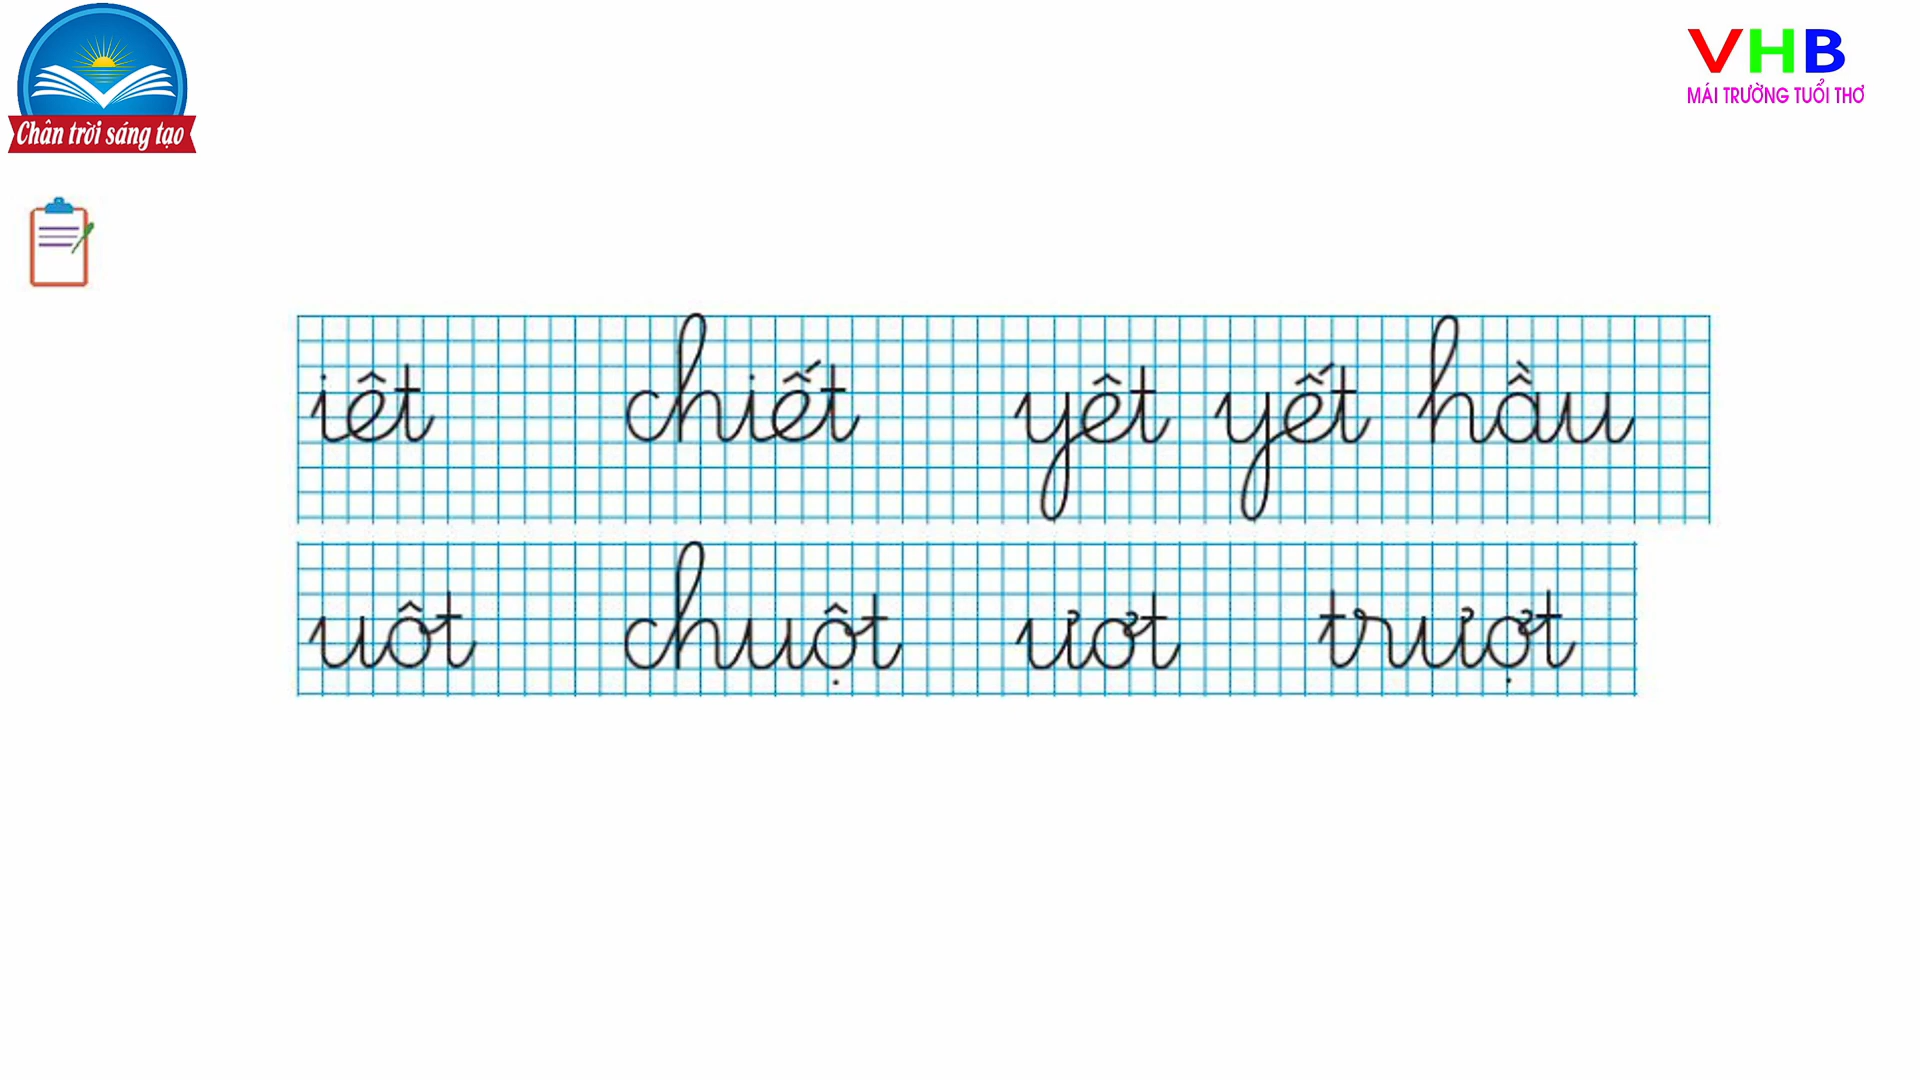 Chân trời sáng tạo
VHB
MÁI TRƯỜNG TUỔI THƠ
iêt chiết yêt yết hầu
uôt chuột ươt trượt